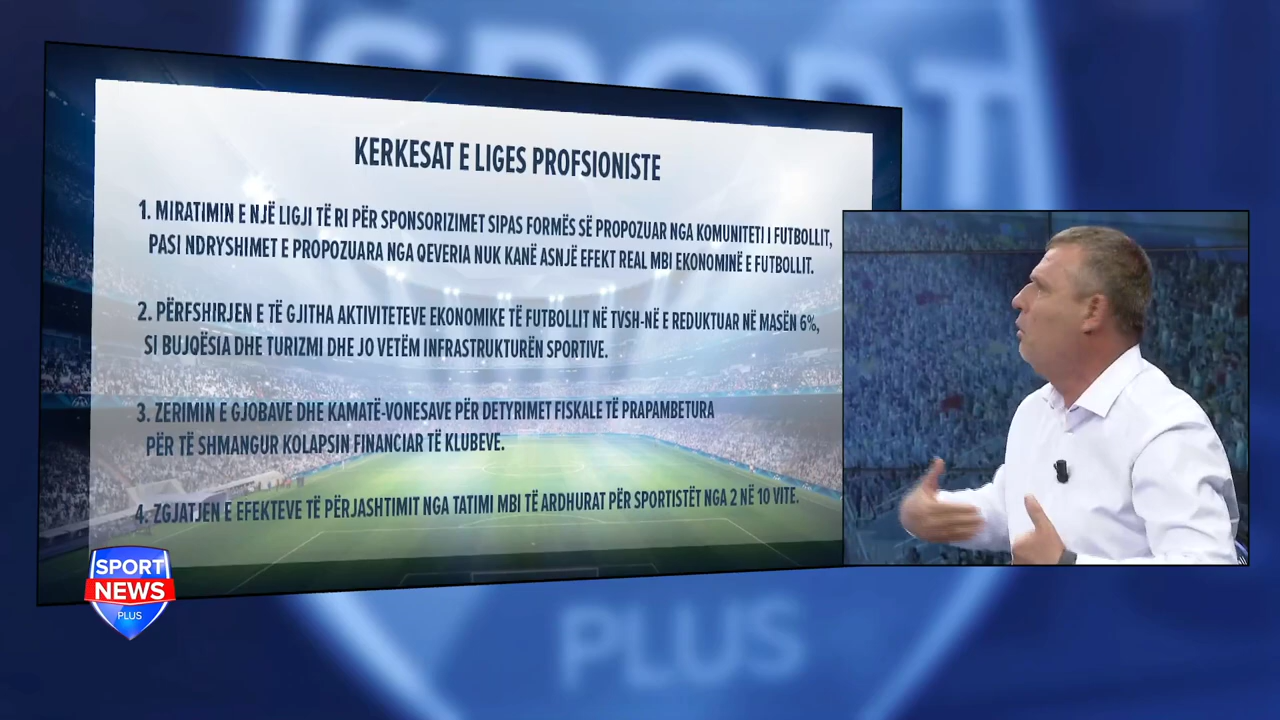 SPORT
KERKESAT E LIGES PROFSIONISTE
1. MIRATIMIN E NJË LIGJI TË RI PËR SPONSORIZIMET SIPAS FORMËS SË PROPOZUAR NGA KOMUNITETI I FUTBOLLIT,
PASI NDRYSHIMET E PROPOZUARA NGA QEVERIA NUK KANË ASNJË EFEKT REAL MBI EKONOMINË E FUTBOLLIT.
2. PËRFSHIRJEN E TË GJITHA AKTIVITETEVE EKONOMIKE TË FUTBOLLIT NË TVSH-NË E REDUKTUAR NË MASËN 6%,
SI BUJQËSIA DHE TURIZMI DHE JO VETËM INFRASTRUKTURËN SPORTIVE.
3. ZERIMIN E GJOBAVE DHE KAMATË-VONESAVE PËR DETYRIMET FISKALE TË PRAPAMBETURA
PËR TË SHMANGUR KOLAPSIN FINANCIAR TË KLUBEVE.
4. ZGJATJEN E EFEKTEVE TË PËRJASHTIMIT NGA TATIMI MBI TË ARDHURAT PËR SPORTISTËT NGA 2 NË 10 VITE.
SPORT
NEWS
PLUS
PLUS